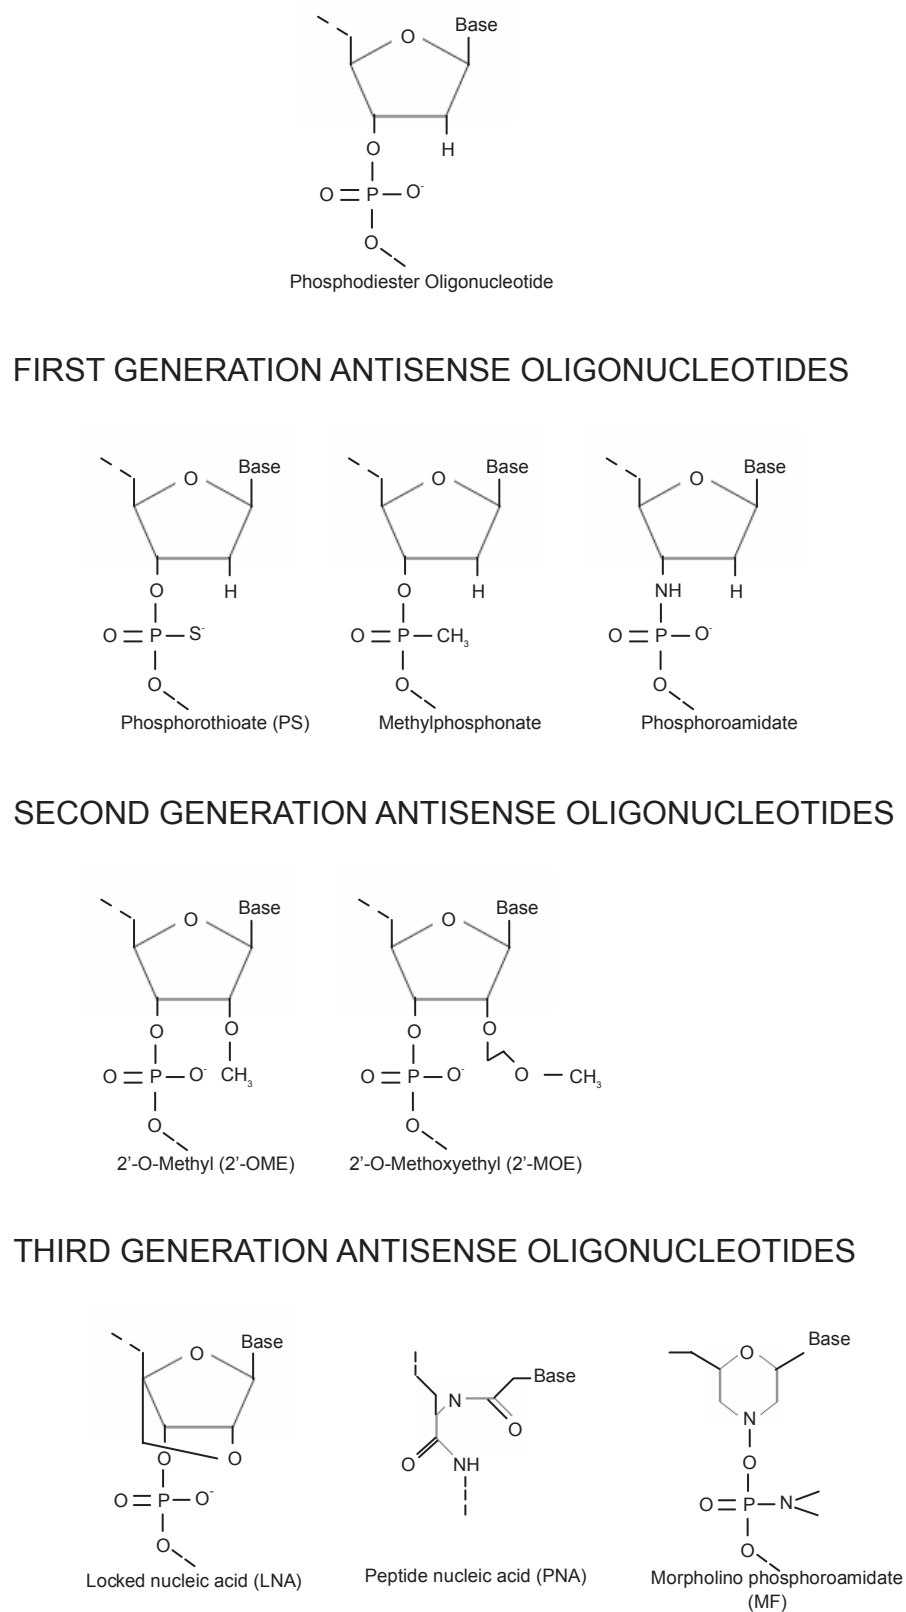 O
Base
O
H
O
P
O-
O
Phosphodiester Oligonucleotide
FIRST GENERATION ANTISENSE OLIGONUCLEOTIDES
O Base O Base O Base
O H O H NH H
O P S- O P CH3 O P O-
O O O
Phosphorothioate (PS) Methylphosphonate Phosphoroamidate
SECOND GENERATION ANTISENSE OLIGONUCLEOTIDES
O Base O Base
O O O O
O P O- CH3 O P O- O CH3
O O
2’-O-Methyl (2’-OME) 2’-O-Methoxyethyl (2’-MOE)
THIRD GENERATION ANTISENSE OLIGONUCLEOTIDES
O Base O Base
N Base
N
O O O O NH O
O P O- O P N
O O
Locked nucleic acid (LNA) Peptide nucleic acid (PNA) Morpholino phosphoroamidate
(MF)